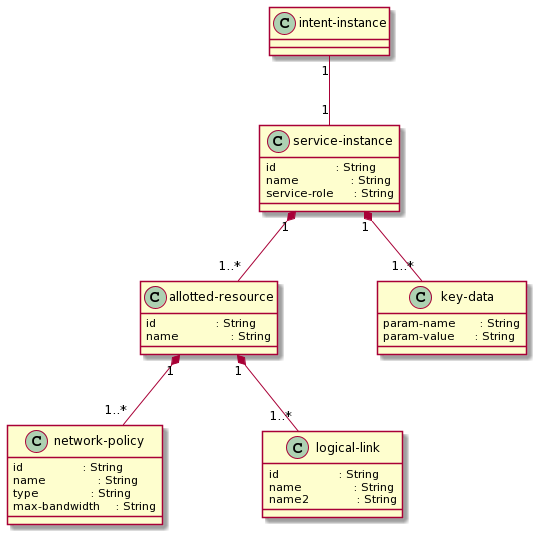 C intent-instance
1
1
C service-instance
id : String
name : String
service-role : String
1 1
1..* 1..*
C allotted-resource
id : String
name : String
C key-data
param-name : String
param-value : String
1 1
1..* 1..*
C network-policy
id : String
name : String
type : String
max-bandwidth : String
C logical-link
id : String
name : String
name2 : String